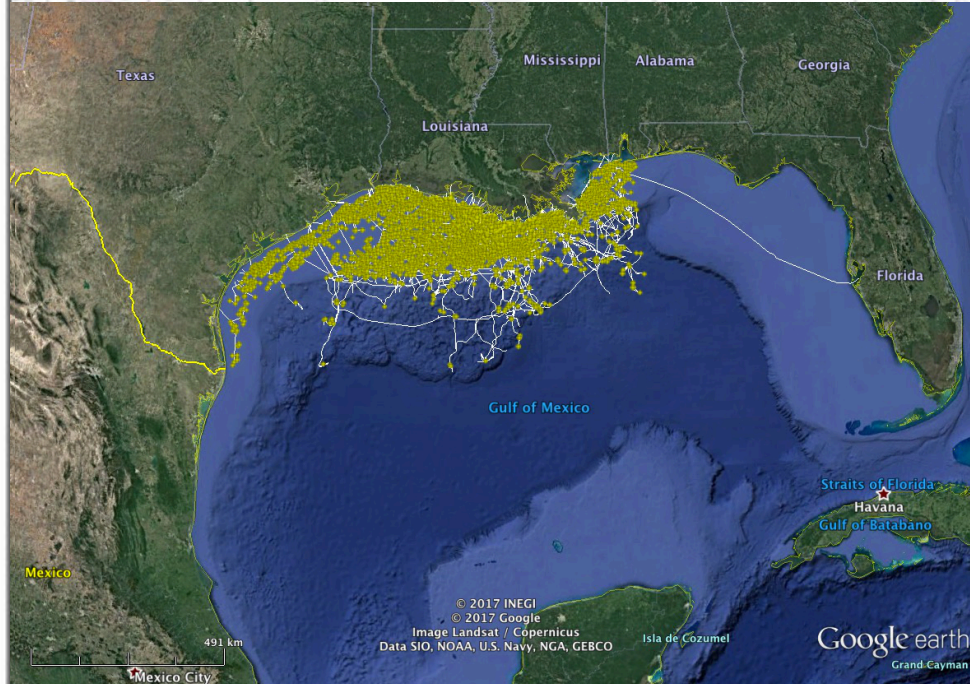 Texas
Mississippi
Alabama
Georgia
Louisiana
Florida
Gulf of Mexico
Straits of Florida
Havana
Gulf of Batabano
Mexico
© 2017 INEGI
© 2017 Google
Image Landsat / Copernicus
Data SIO, NOAA, U.S. Navy, NGA, GEBCO
Isla de Cozumel
491 km
Google earth
Grand Cayman
Mexico City